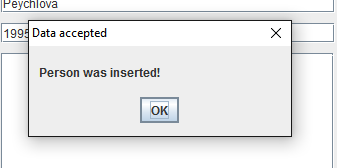 Peychlova
Data accepted
1995
Person was inserted!
OK